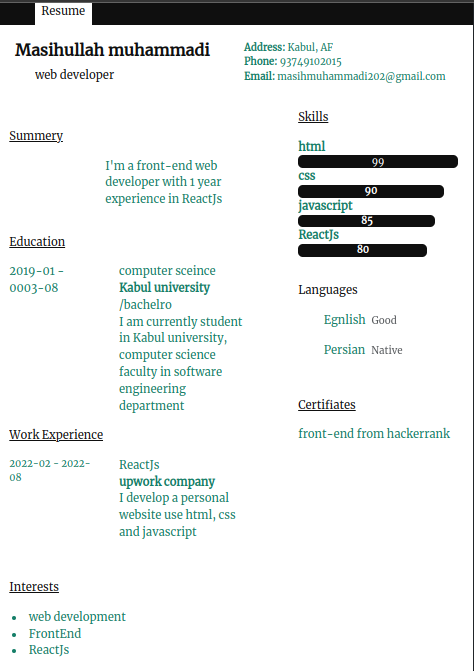 Resume
Masihullah muhammadi
web developer
Address: Kabul, AF
Phone: 93749102015
Email: masihmuhammadi202@gmail.com
Summery
I'm a front-end web
developer with 1 year
experience in ReactJs
Education
2019-01 -
0003-08
computer sceince
Kabul university
/bachelro
I am currently student
in Kabul university,
computer science
faculty in software
engineering
department
Work Experience
2022-02 - 2022-
08
ReactJs
upwork company
I develop a personal
website use html, css
and javascript
Interests
• web development
• FrontEnd
• ReactJs
Skills
html
99
css
90
javascript
85
ReactJs
80
Languages
Egnlish Good
Persian Native
Certifiates
front-end from hackerrank